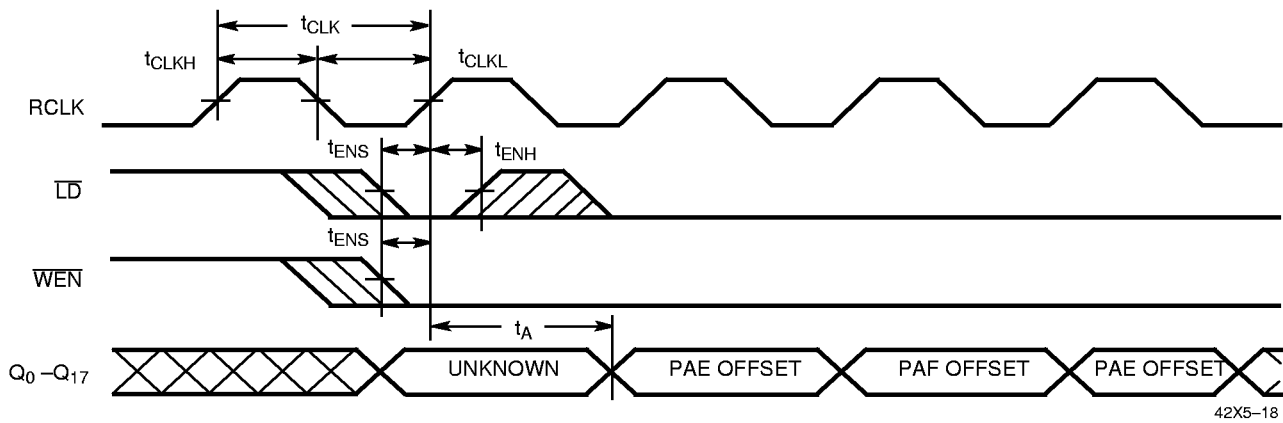 tCLK
tCLKH
tCLKL
RCLK
tENS
tENH
LD
tENS
WEN
tA
Q0 –Q17
UNKNOWN
PAE OFFSET
PAF OFFSET
PAE OFFSET
42X5–18